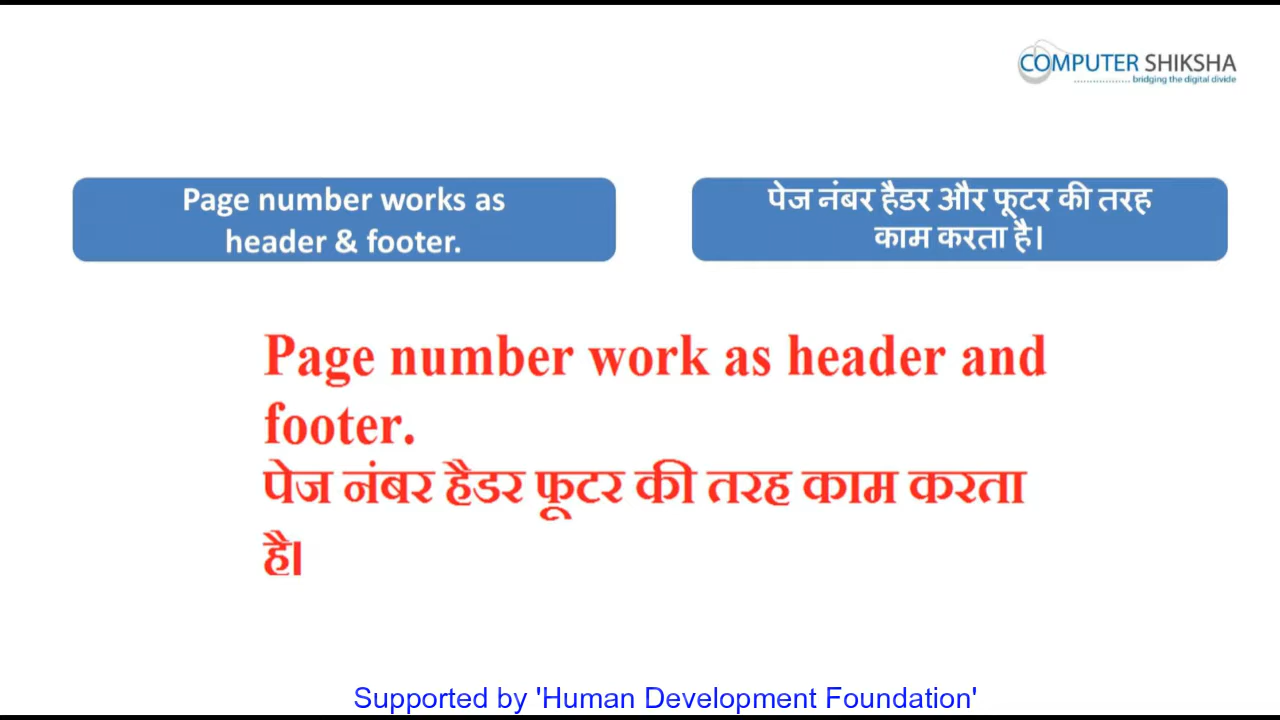 COMPUTER SHIKSHA
bridging the digital divide
Page number works as
header & footer.
पेज नंबर हैडर और फूटर की तरह
काम करता है।
Page number work as header and
footer.
पेज नंबर हैडर फूटर की तरह काम करता
है।
Supported by 'Human Development Foundation'